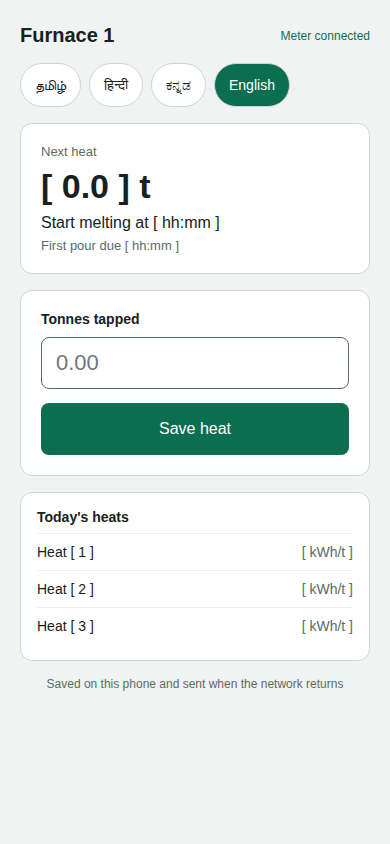 Furnace 1
Meter connected
தமிழ்
हिन्दी
ಕನ್ನಡ
English
Next heat
[ 0.0 ] t
Start melting at [ hh:mm ]
First pour due [ hh:mm ]
Tonnes tapped
0.00
Save heat
Today's heats
Heat [ 1 ] [ kWh/t ]
Heat [ 2 ] [ kWh/t ]
Heat [ 3 ] [ kWh/t ]
Saved on this phone and sent when the network returns